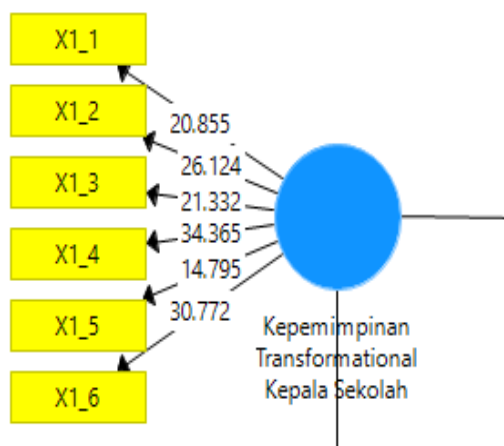 X1_1
20.855
X1_2
26.124
X1_3
21.332
X1_4
34.365
X1_5
14.795
X1_6
30.772
Kepemimpinan
Transformational
Kepala Sekolah